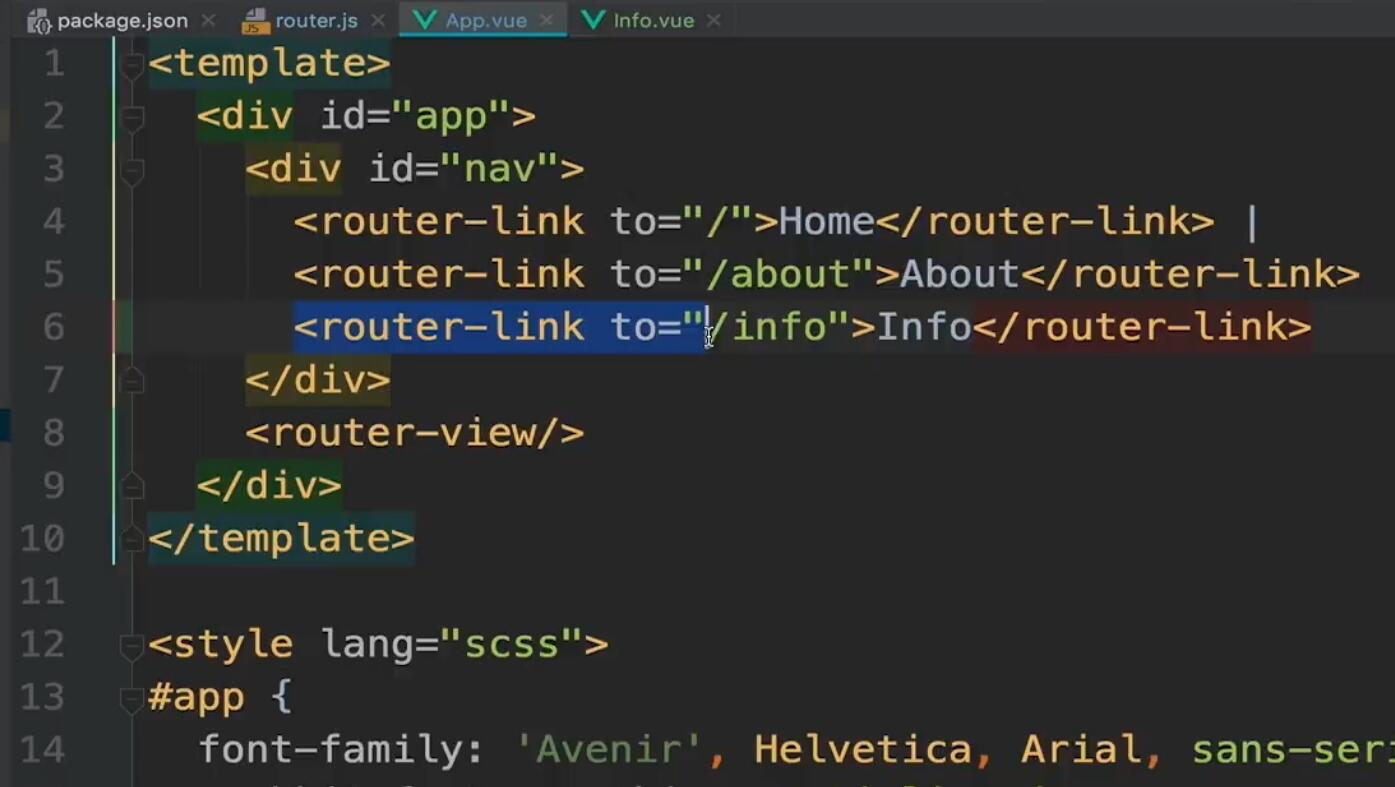 package.json × router.js × App.vue × Info.vue ×
1 <template>
2 <div id="app">
3 <div id="nav">
4 <router-link to="/">Home</router-link> |
5 <router-link to="/about">About</router-link>
6 <router-link to="/info">Info</router-link>
7 </div>
8 <router-view/>
9 </div>
10 </template>
11
12 <style lang="scss">
13 #app {
14 font-family: 'Avenir', Helvetica, Arial, sans-seri